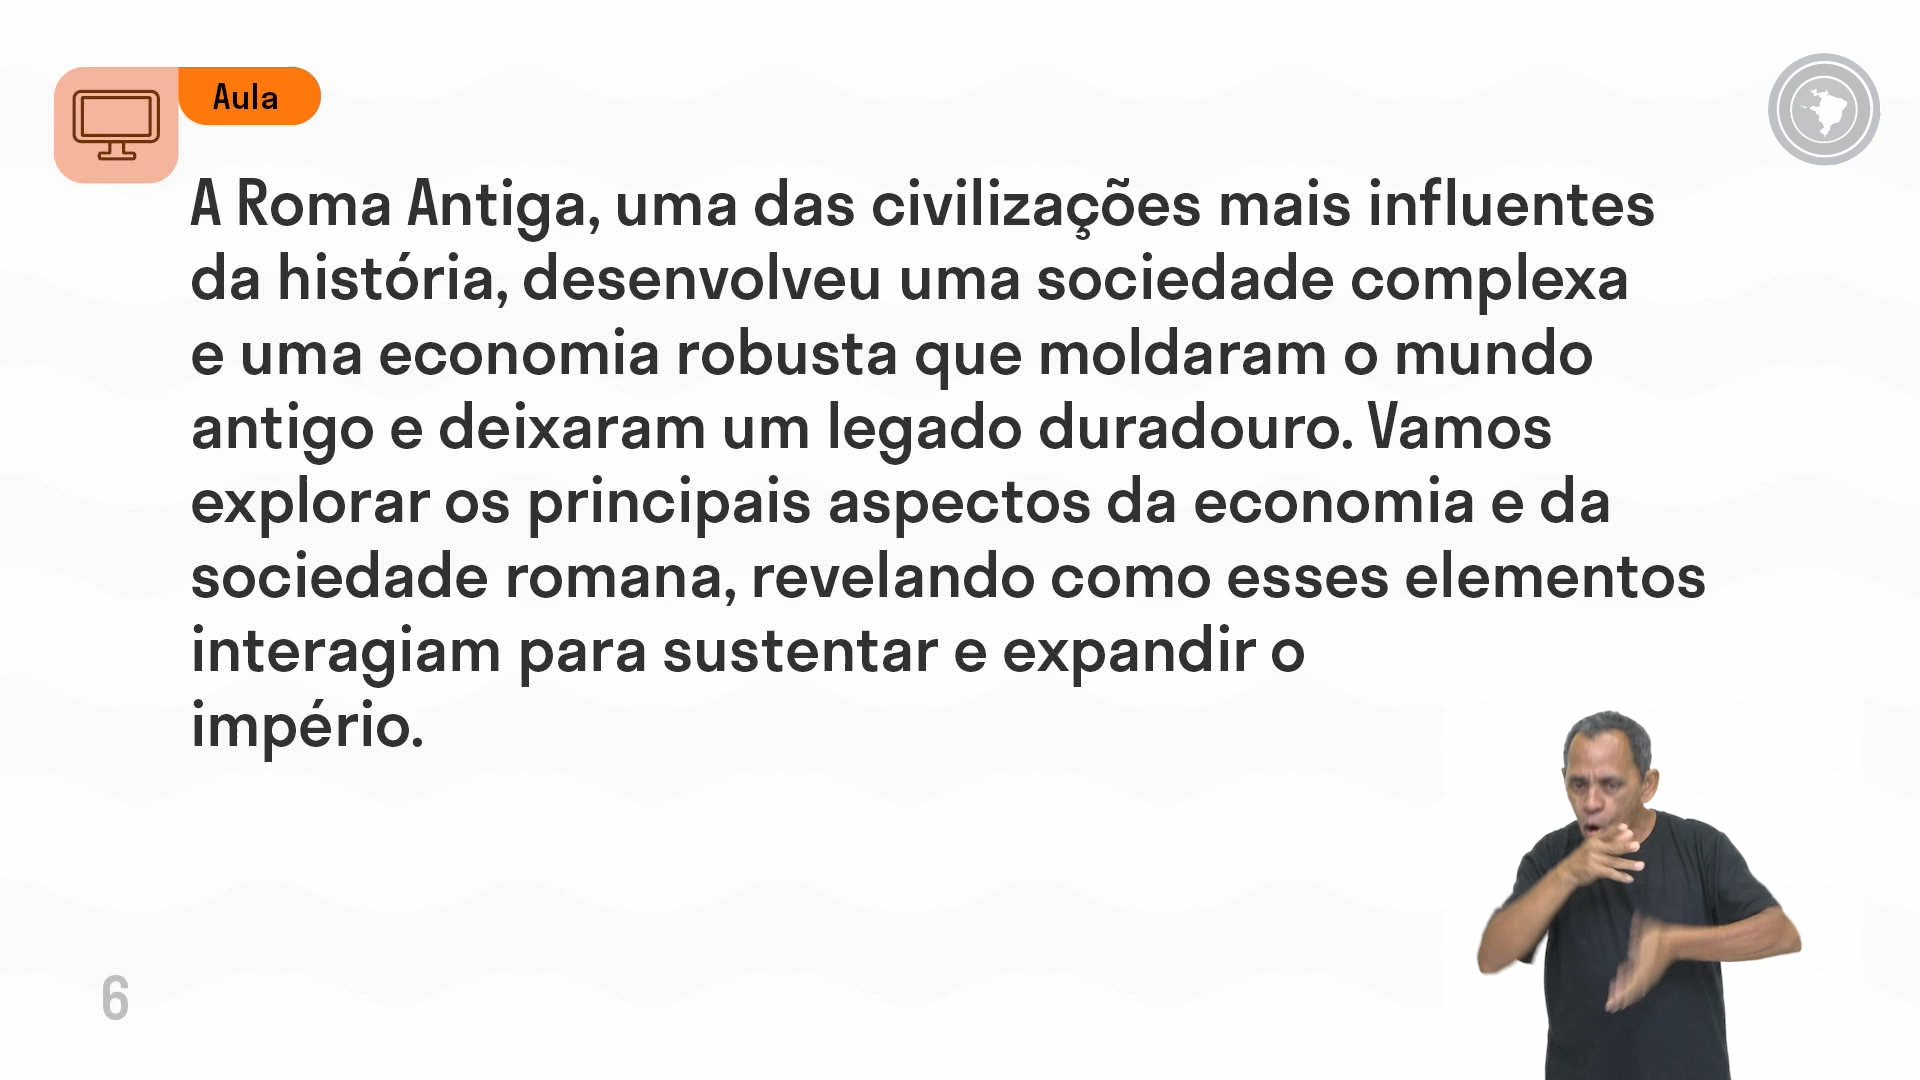 Aula
A Roma Antiga, uma das civilizações mais influentes
da história, desenvolveu uma sociedade complexa
e uma economia robusta que moldaram o mundo
antigo e deixaram um legado duradouro. Vamos
explorar os principais aspectos da economia e da
sociedade romana, revelando como esses elementos
interagiam para sustentar e expandir o
império.
6